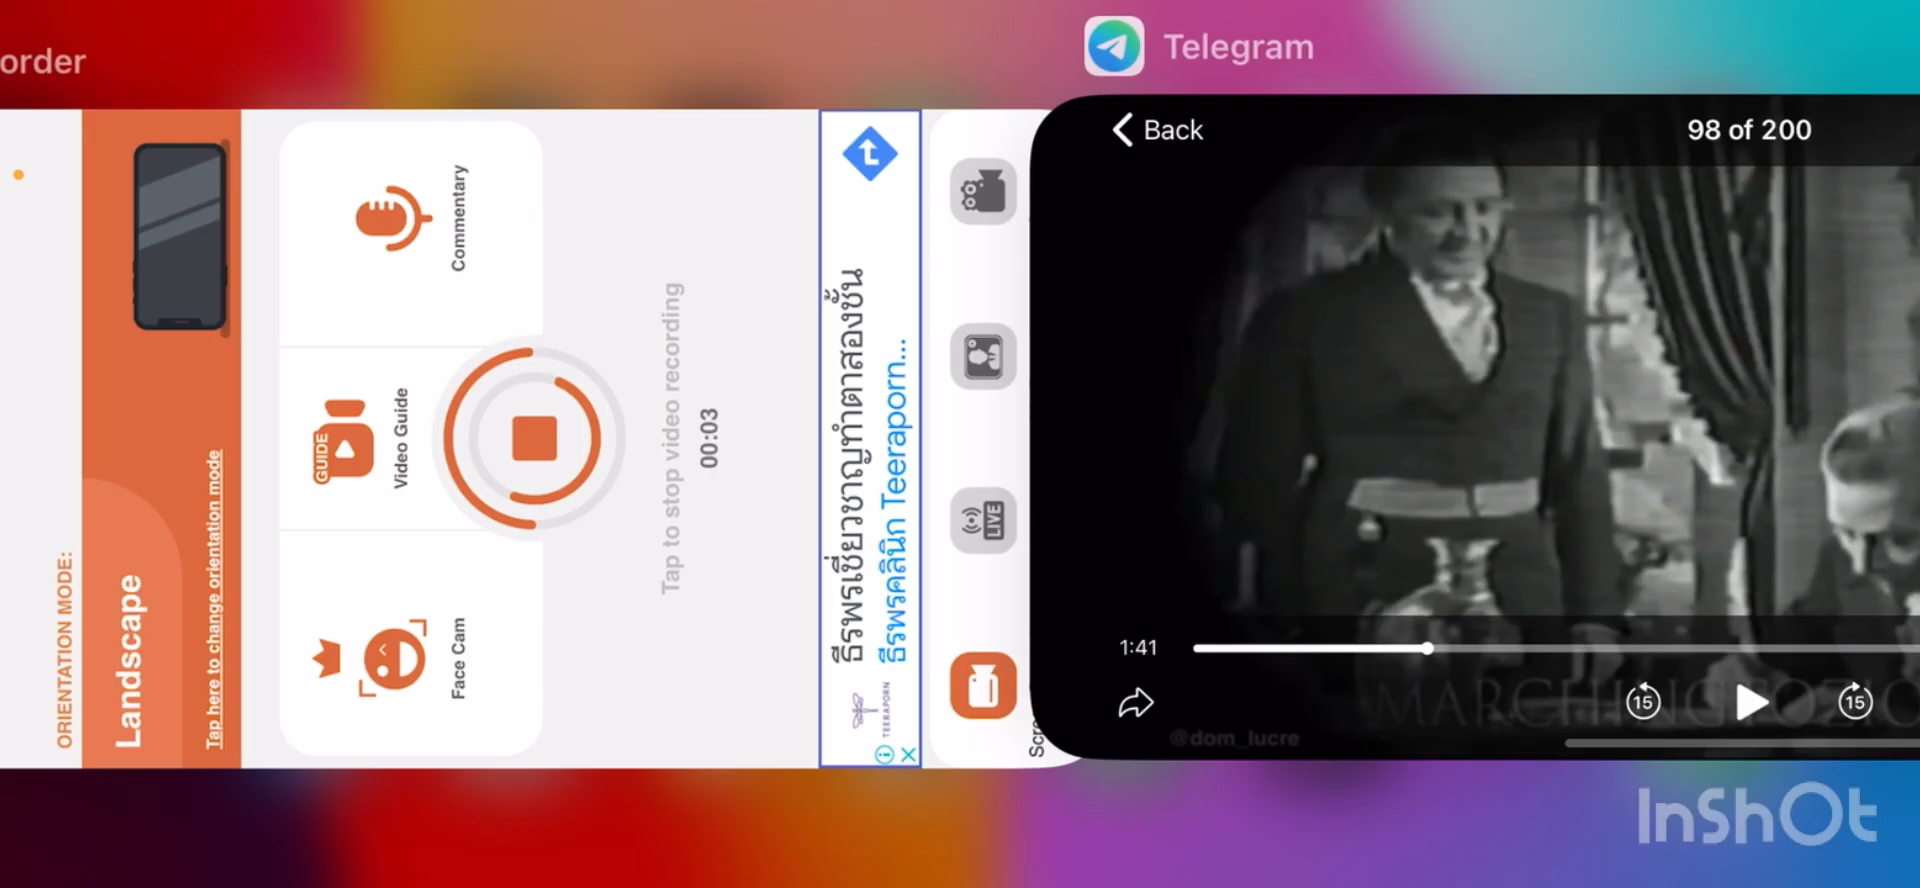 order
Telegram
Back
98 of 200
ORIENTATION MODE:
Landscape
Tap here to change orientation mode
Commentary
GUIDE
Video Guide
Face Cam
Tap to stop video recording
00:03
ธีรพรเชี่ยวชาญทำตาสองชั้น
ธีรพรคลินิก Teeraporn...
TEERAPORN
LIVE
Scr
1:41
15
15
MARCHINGTOZIO
@dom_lucre
InShOt